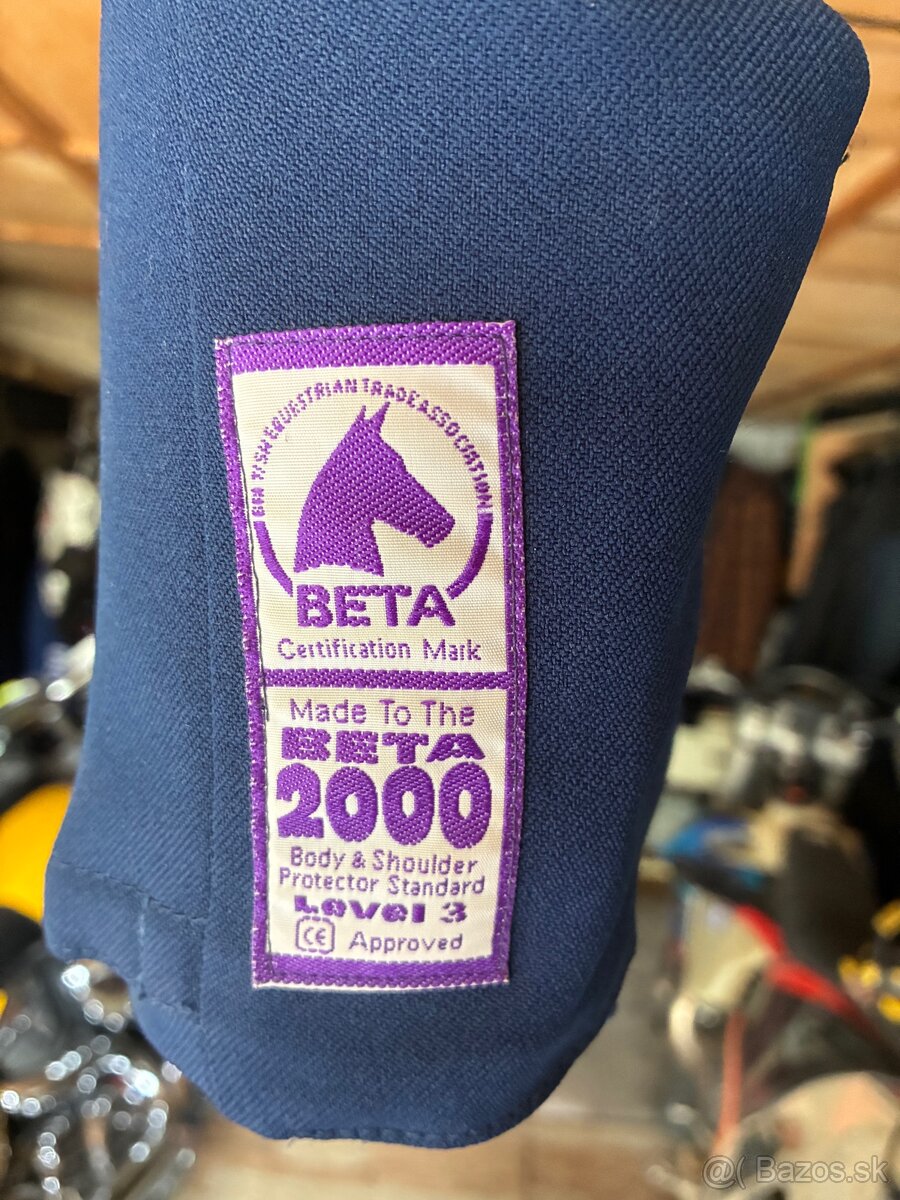 BRITISH EQUESTRIAN TRADE ASSOCIATION
BETA
Certification Mark
Made To The
BETA
2000
Body & Shoulder
Protector Standard
Level 3
CE Approved
@( Bazos.sk